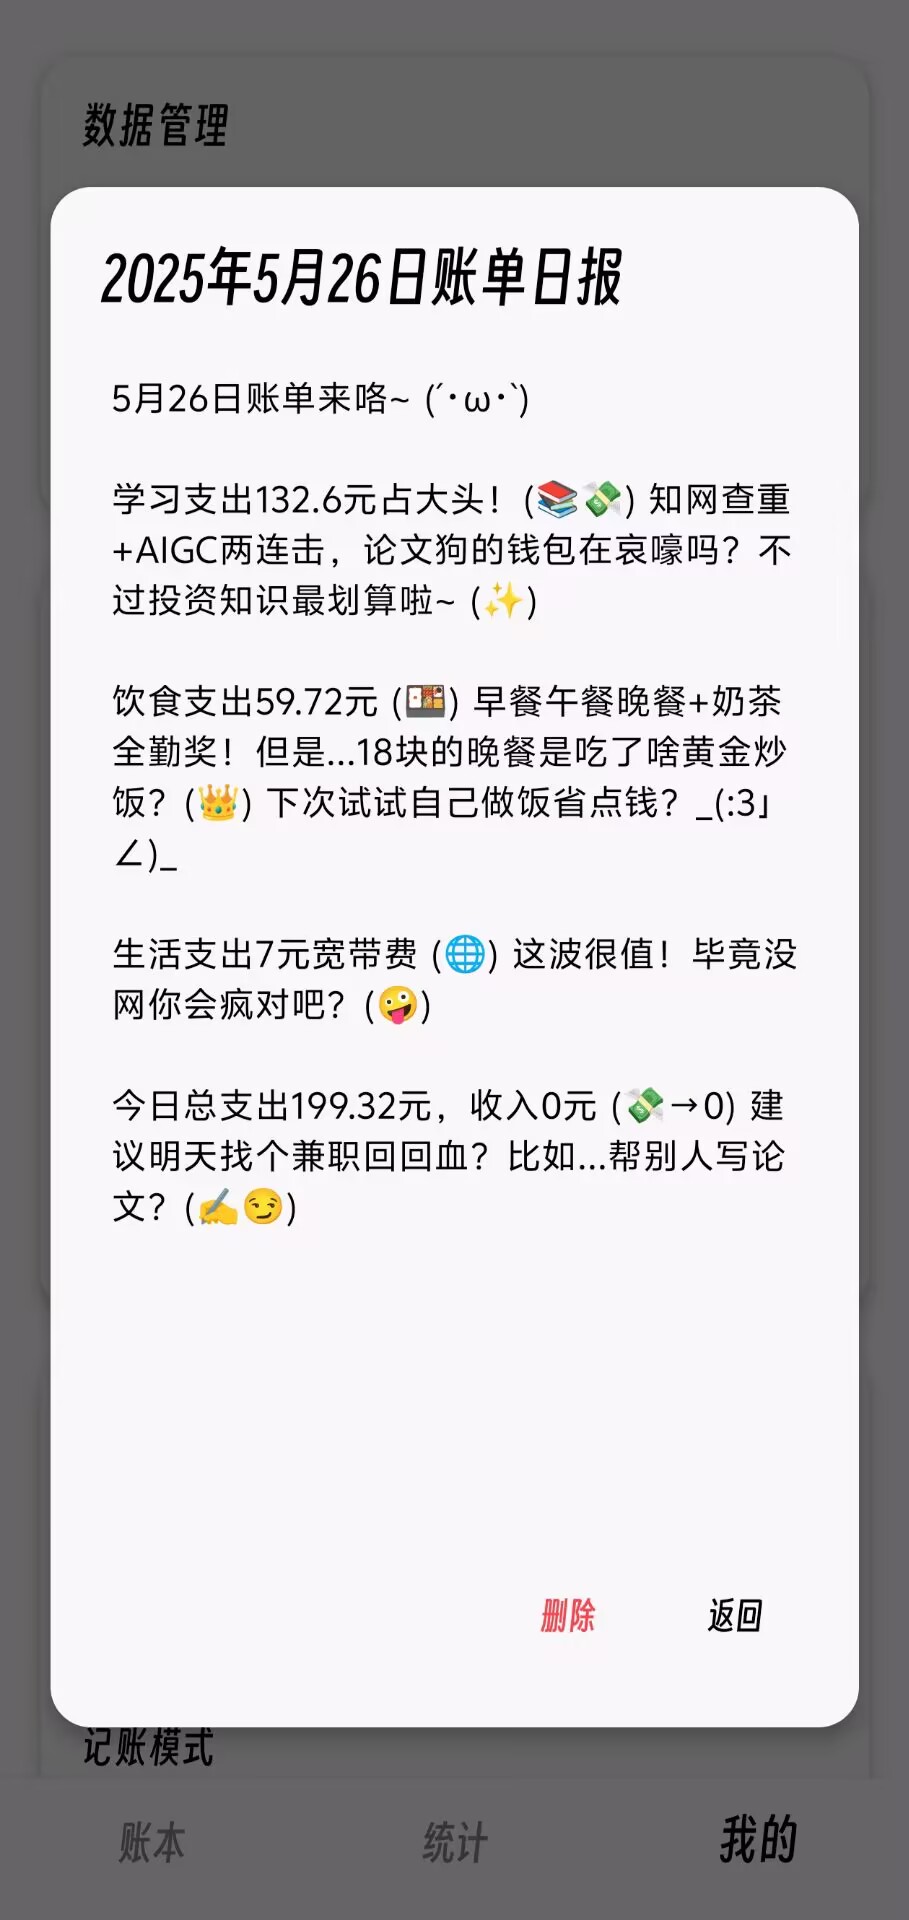 数据管理
2025年5月26日账单日报
5月26日账单来咯~ (´･ω･`)
学习支出132.6元占大头！(📚💸) 知网查重
+AIGC两连击，论文狗的钱包在哀嚎吗？不
过投资知识最划算啦~ (✨)
饮食支出59.72元 (🍱) 早餐午餐晚餐+奶茶
全勤奖！但是...18块的晚餐是吃了啥黄金炒
饭？(👑) 下次试试自己做饭省点钱？_(:3」
∠)_
生活支出7元宽带费 (🌐) 这波很值！毕竟没
网你会疯对吧？(🤪)
今日总支出199.32元，收入0元 (💸→0) 建
议明天找个兼职回回血？比如...帮别人写论
文？(✍️😏)
删除 返回
记账模式
账本 统计 我的